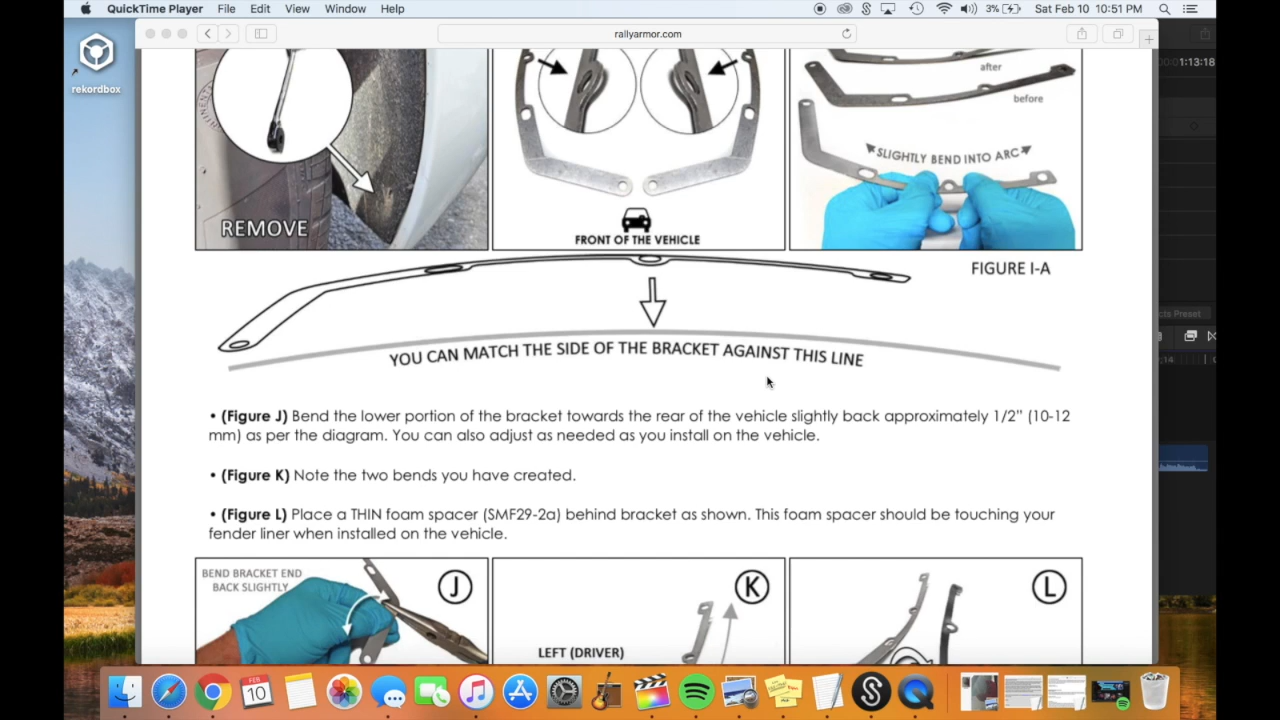 QuickTime Player File Edit View Window Help
3% Sat Feb 10 10:51 PM
rallyarmor.com
1:13:18
rekordbox
after
before
SLIGHTLY BEND INTO ARC
REMOVE
FRONT OF THE VEHICLE
FIGURE I-A
cts Preset
:14
YOU CAN MATCH THE SIDE OF THE BRACKET AGAINST THIS LINE
• (Figure J) Bend the lower portion of the bracket towards the rear of the vehicle slightly back approximately 1/2" (10-12
mm) as per the diagram. You can also adjust as needed as you install on the vehicle.
• (Figure K) Note the two bends you have created.
• (Figure L) Place a THIN foam spacer (SMF29-2a) behind bracket as shown. This foam spacer should be touching your
fender liner when installed on the vehicle.
BEND BRACKET END
BACK SLIGHTLY
J
K
L
LEFT (DRIVER)
FEB
10